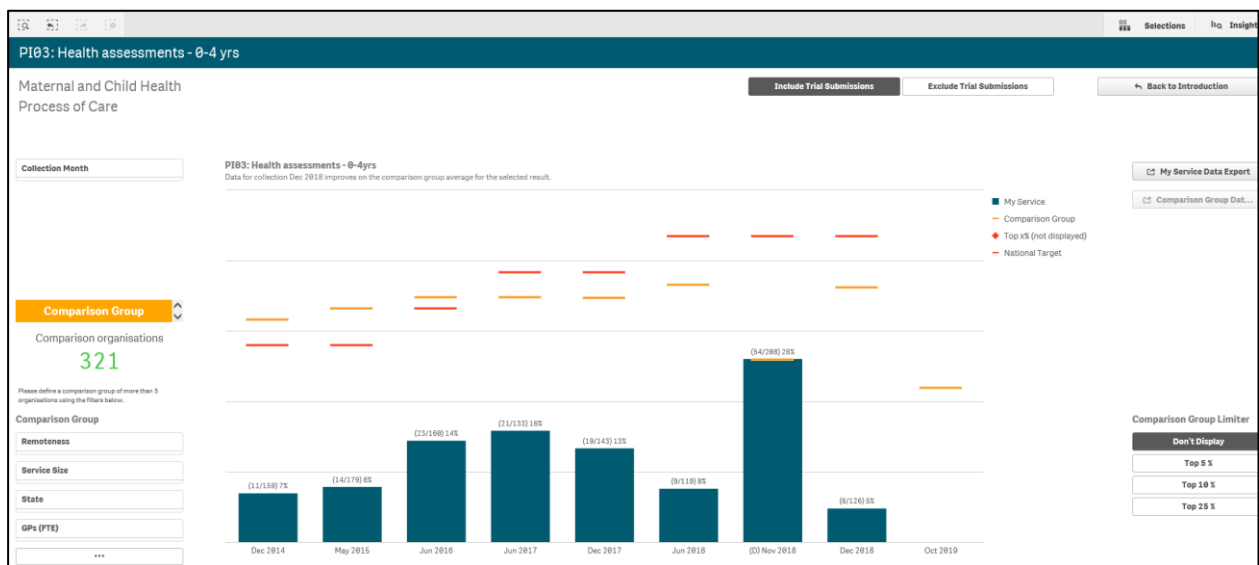 Selections
Insight
PI03: Health assessments - 0-4 yrs
Maternal and Child Health
Process of Care
Include Trial Submissions
Exclude Trial Submissions
Back to Introduction
Collection Month
PI03: Health assessments - 0-4yrs
Data for collection Dec 2018 improves on the comparison group average for the selected result.
My Service Data Export
Comparison Group Dat...
My Service
Comparison Group
Top x% (not displayed)
National Target
Comparison Group
Comparison organisations
321
Please define a comparison group of more than 5
organisations using the filters below.
Comparison Group
Remoteness
Service Size
State
GPs (FTE)
...
(11/159) 7%
(14/179) 8%
(23/160) 14%
(21/133) 16%
(19/143) 13%
(9/119) 8%
(54/208) 26%
(6/126) 5%
Dec 2014
May 2015
Jun 2016
Jun 2017
Dec 2017
Jun 2018
(D) Nov 2018
Dec 2018
Oct 2019
Comparison Group Limiter
Don't Display
Top 5 %
Top 10 %
Top 25 %